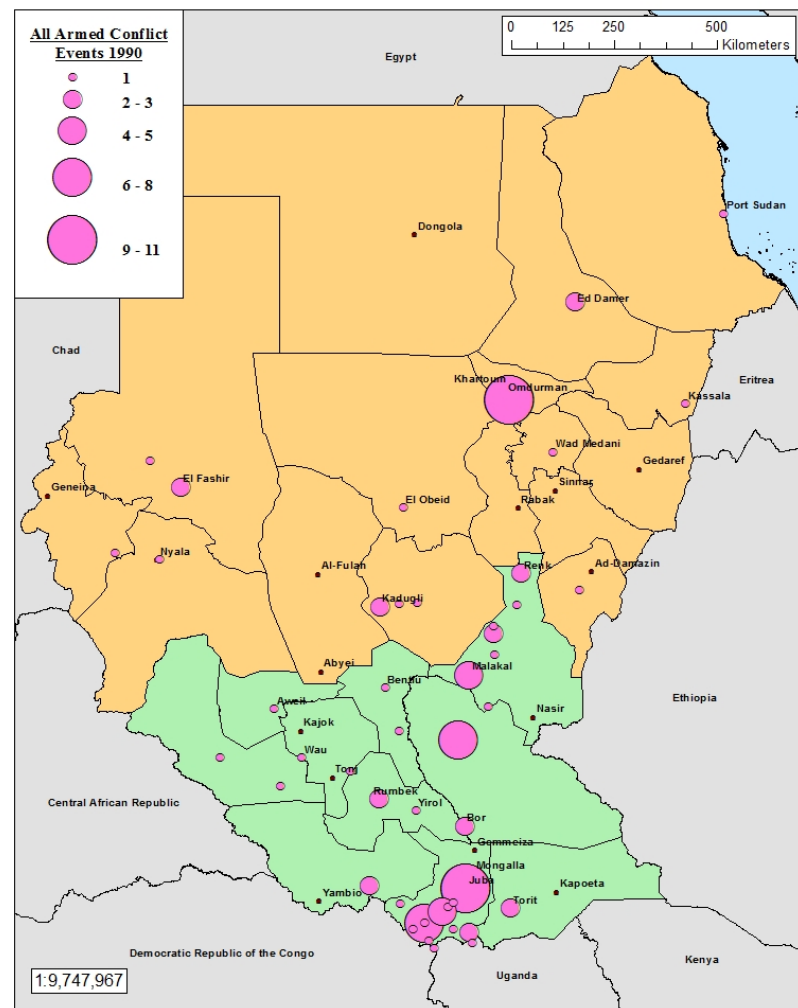 All Armed Conflict
Events 1990
1
2 - 3
4 - 5
6 - 8
9 - 11
0 125 250 500
Kilometers
Egypt
Port Sudan
Dongola
Ed Damer
Chad
Khartoum
Omdurman
Eritrea
Kassala
Wad Medani
Gedaref
El Fashir
Geneina
Sinnar
El Obeid
Rabak
Nyala
Al-Fulah
Renk
Ad-Damazin
Kadugli
Abyei
Malakal
Bentiu
Ethiopia
Aweil
Nasir
Kajok
Wau
Tonj
Central African Republic
Rumbek
Yirol
Bor
Gemmeiza
Mongalla
Juba
Kapoeta
Yambio
Torit
Democratic Republic of the Congo
Kenya
Uganda
1:9,747,967